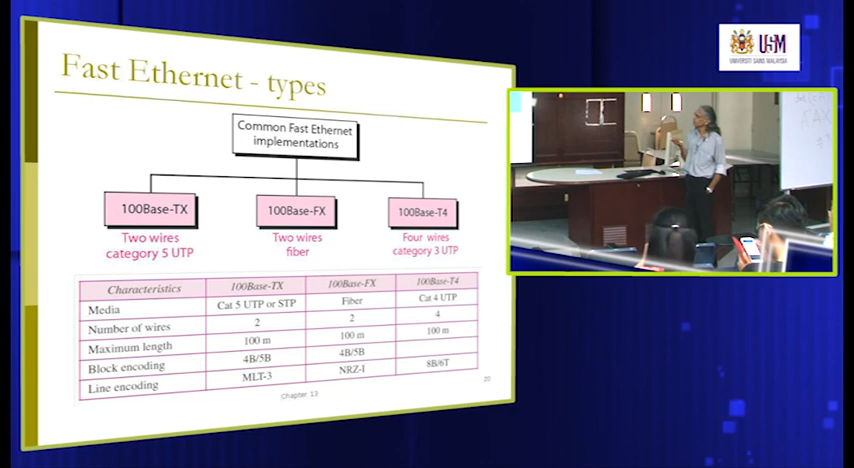 Fast Ethernet - types
Common Fast Ethernet
implementations
100Base-TX
100Base-FX
100Base-T4
Two wires
category 5 UTP
Two wires
fiber
Four wires
category 3 UTP
Characteristics 100Base-TX 100Base-FX 100Base-T4
Media Cat 5 UTP or STP Fiber Cat 4 UTP
Number of wires 2 2 4
Maximum length 100 m 100 m 100 m
Block encoding 4B/5B 4B/5B
Line encoding MLT-3 NRZ-I 8B/6T
Chapter 13
20
USM
UNIVERSITI SAINS MALAYSIA